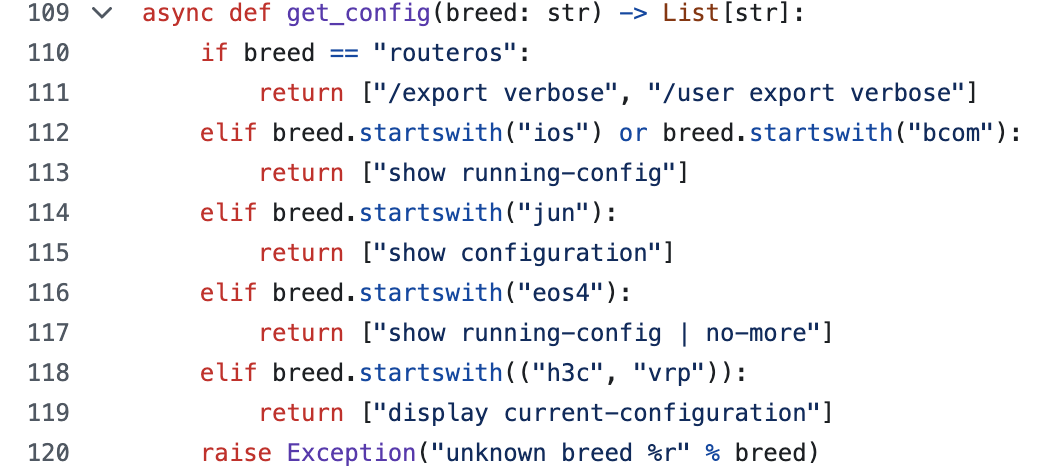 109 async def get_config(breed: str) -> List[str]:
110     if breed == "routeros":
111         return ["/export verbose", "/user export verbose"]
112     elif breed.startswith("ios") or breed.startswith("bcom"):
113         return ["show running-config"]
114     elif breed.startswith("jun"):
115         return ["show configuration"]
116     elif breed.startswith("eos4"):
117         return ["show running-config | no-more"]
118     elif breed.startswith(("h3c", "vrp")):
119         return ["display current-configuration"]
120     raise Exception("unknown breed %r" % breed)